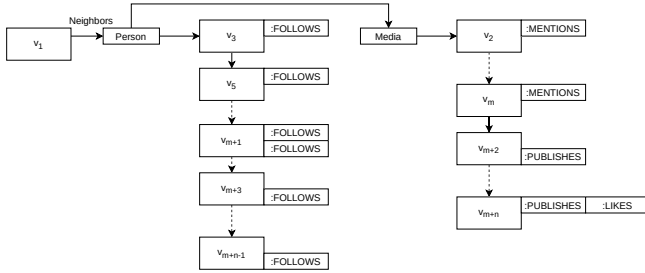 Neighbors
v1
Person
v3
:FOLLOWS
Media
v2
:MENTIONS
v5
:FOLLOWS
vm
:MENTIONS
vm+1
:FOLLOWS
:FOLLOWS
vm+2
:PUBLISHES
vm+3
:FOLLOWS
vm+n
:PUBLISHES
:LIKES
vm+n-1
:FOLLOWS